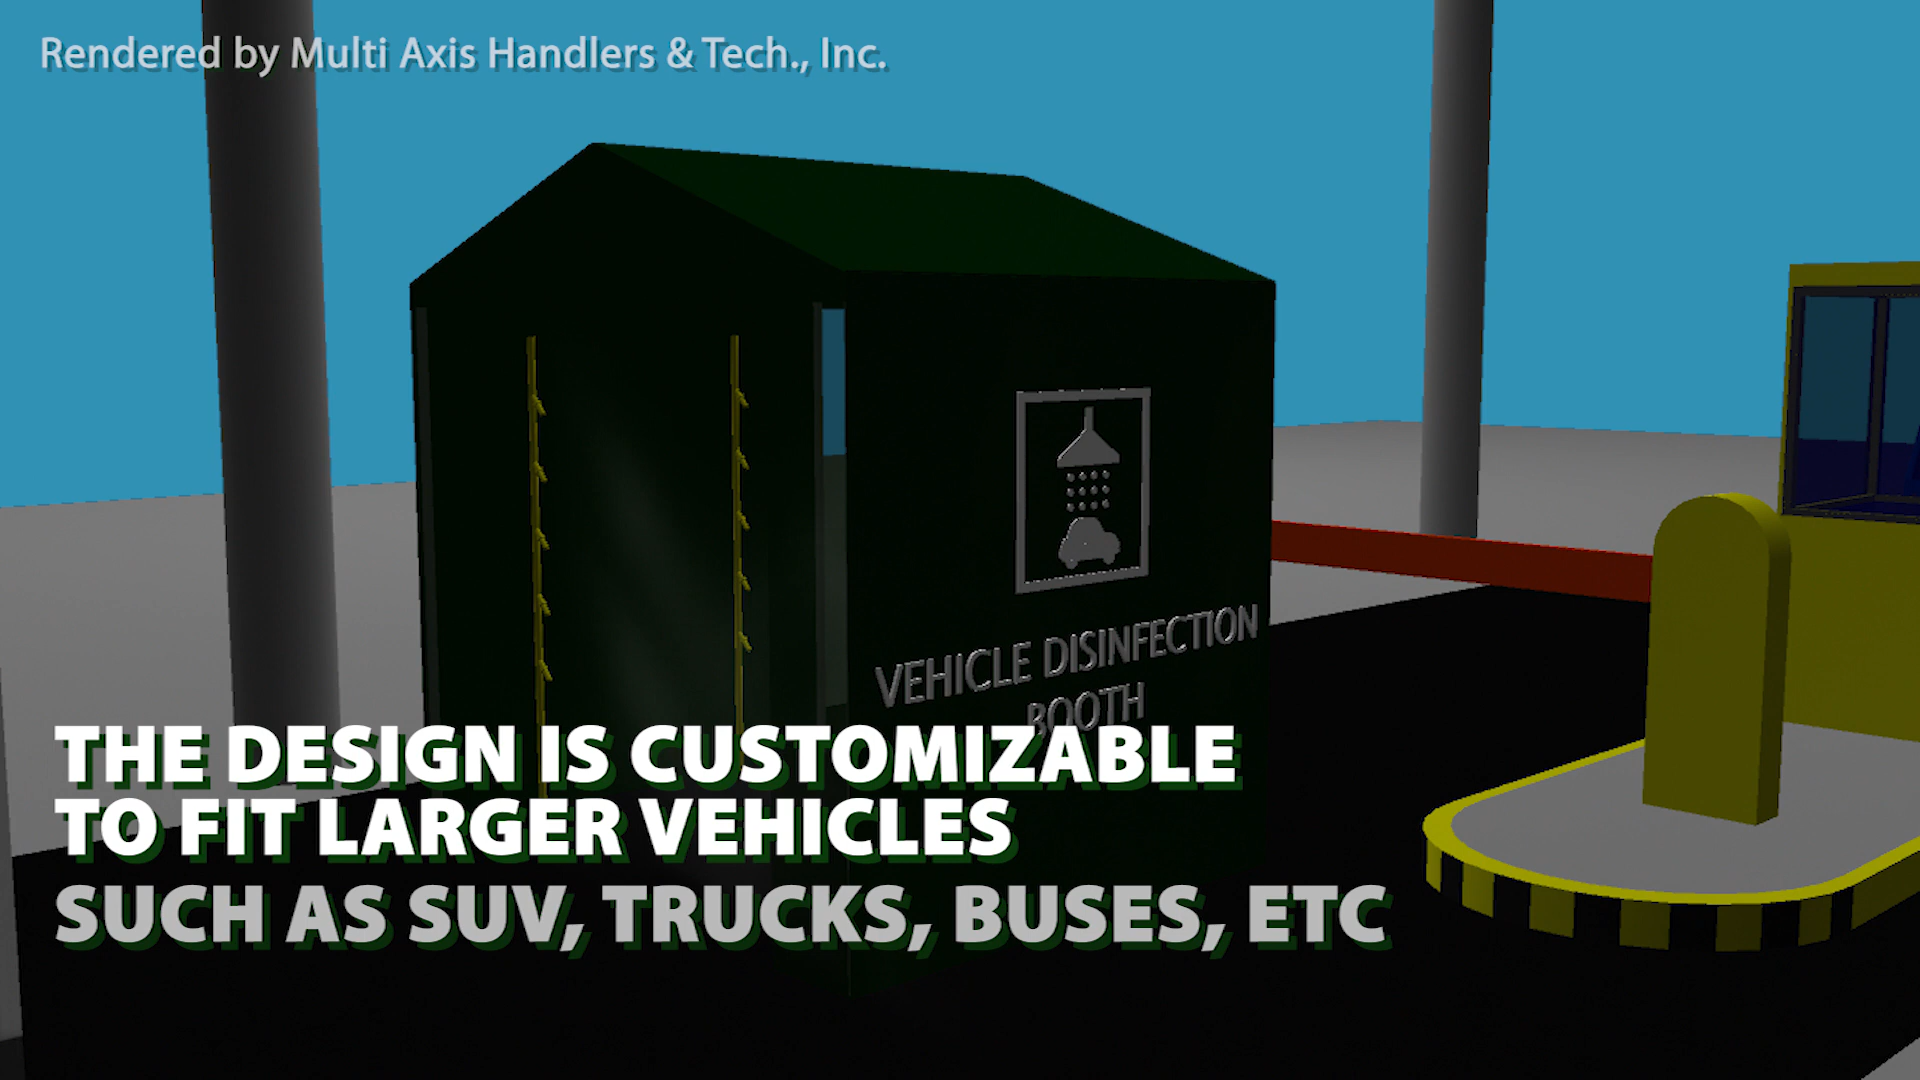 Rendered by Multi Axis Handlers & Tech., Inc.
VEHICLE DISINFECTION
BOOTH
THE DESIGN IS CUSTOMIZABLE
TO FIT LARGER VEHICLES
SUCH AS SUV, TRUCKS, BUSES, ETC